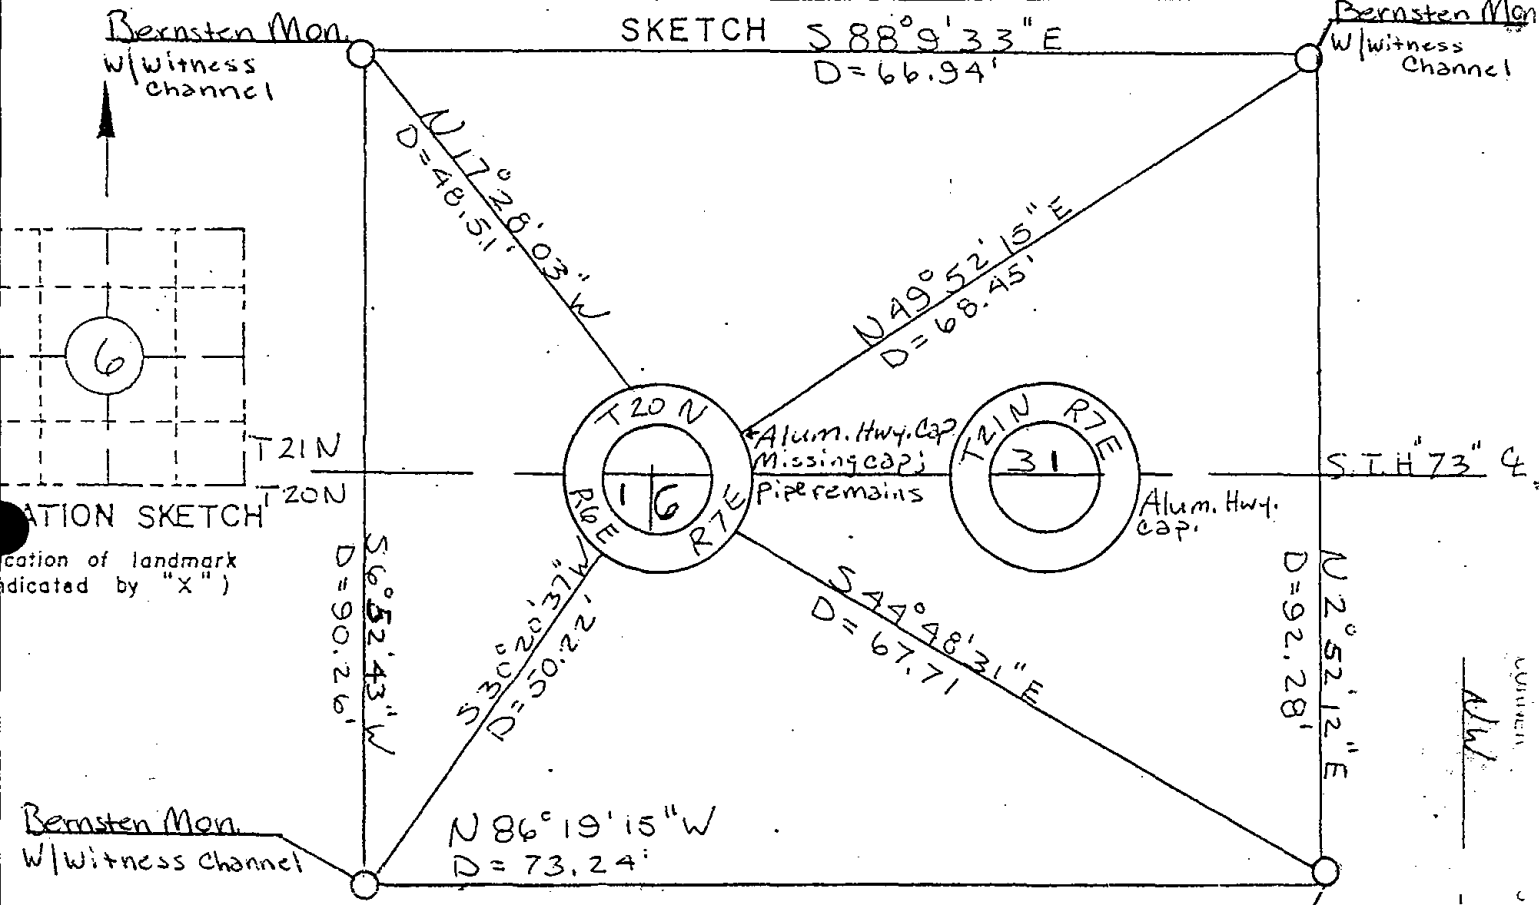 SKETCH
Bernsten Mon.
W/Witness
Channel
S 88° 9' 33" E
D = 66.94'
Bernsten Mon
W/Witness
Channel
N 17° 28' 03" W
D = 48.51'
N 49° 52' 15" E
D = 68.45'
6
T21N
T20N
ATION SKETCH
cation of landmark
dicated by "X")
T 20 N
R6E
R7E
1 6
Alum. Hwy. Cap
Missing cap;
Pipe remains
T21N R7E
31
Alum. Hwy.
Cap.
S.T.H "73" ℄
S 6° 52' 43" W
D = 90.26'
S 30° 20' 37" W
D = 50.22'
S 44° 48' 31" E
D = 67.71
N 2° 52' 12" E
D = 92.28'
NW
Bernsten Mon.
W/Witness Channel
N 86° 19' 15" W
D = 73.24'